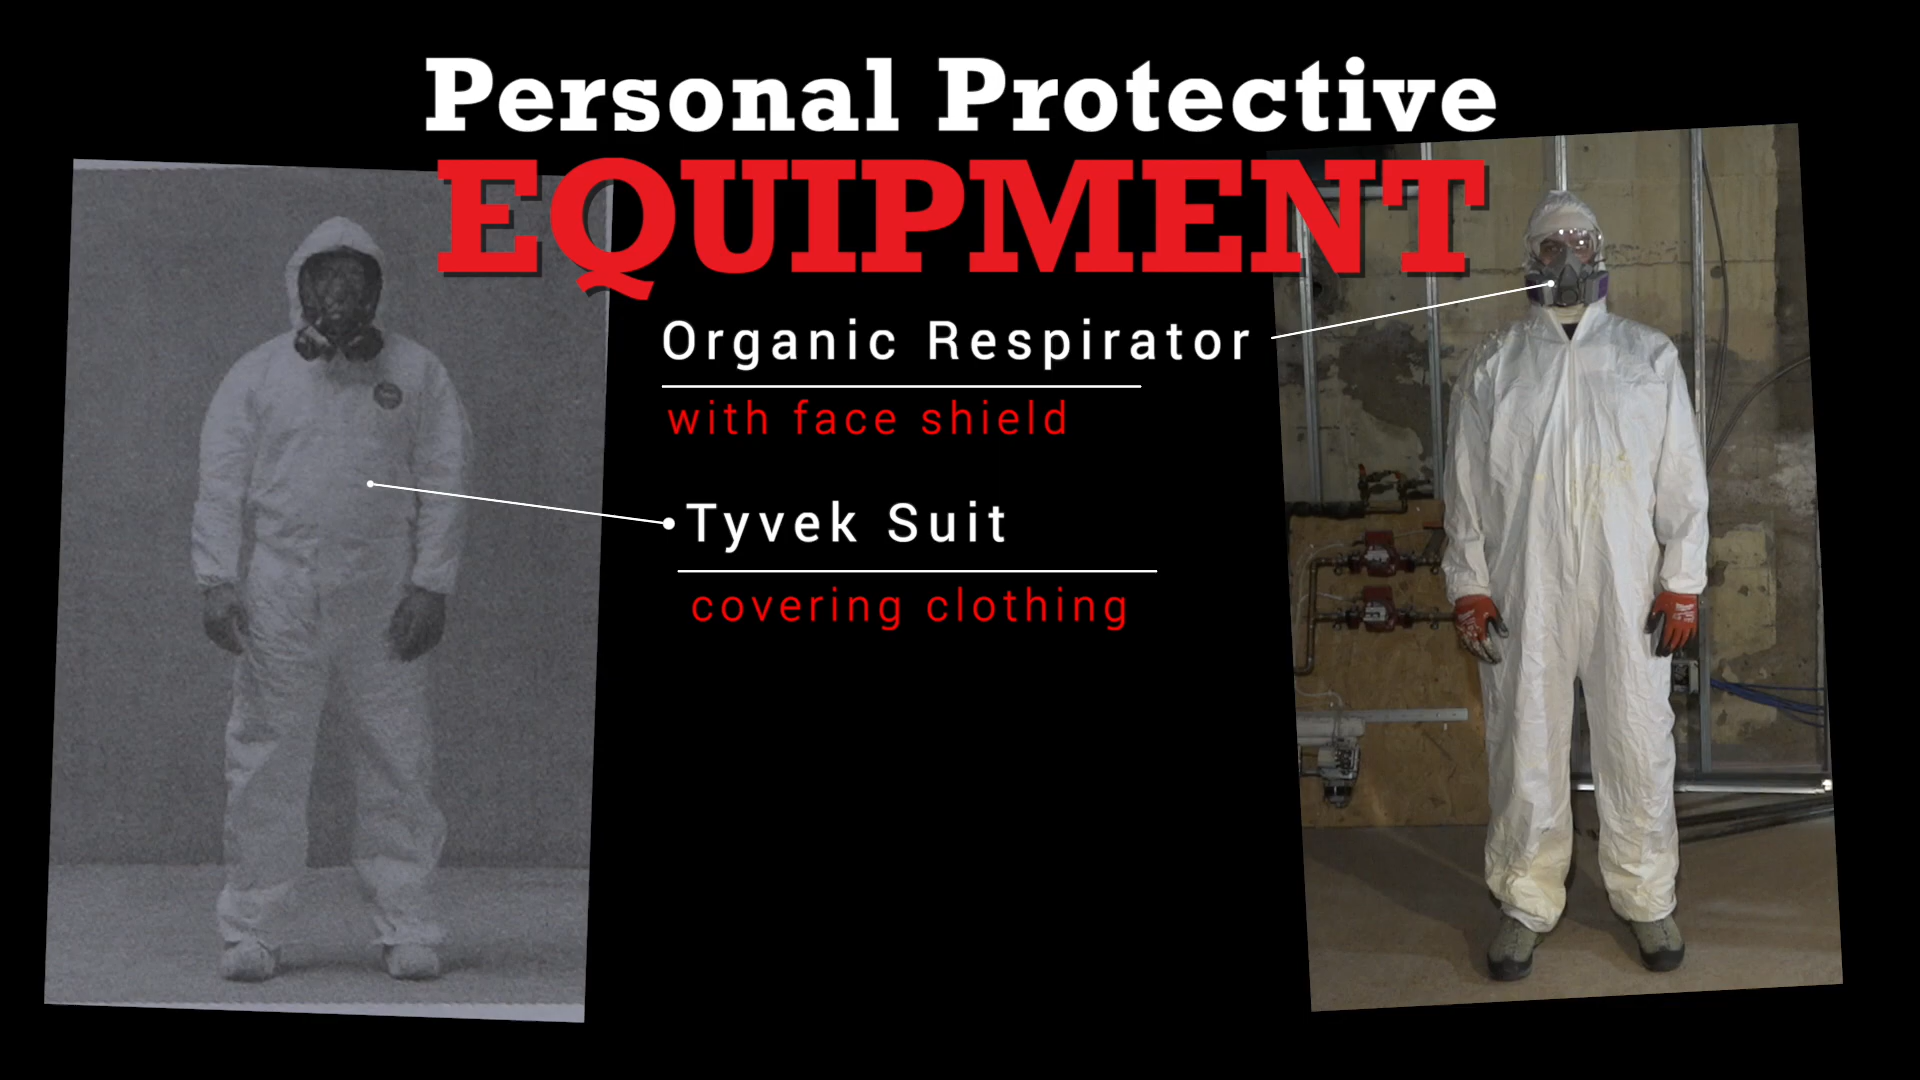 Personal Protective
EQUIPMENT
Organic Respirator
with face shield
Tyvek Suit
covering clothing